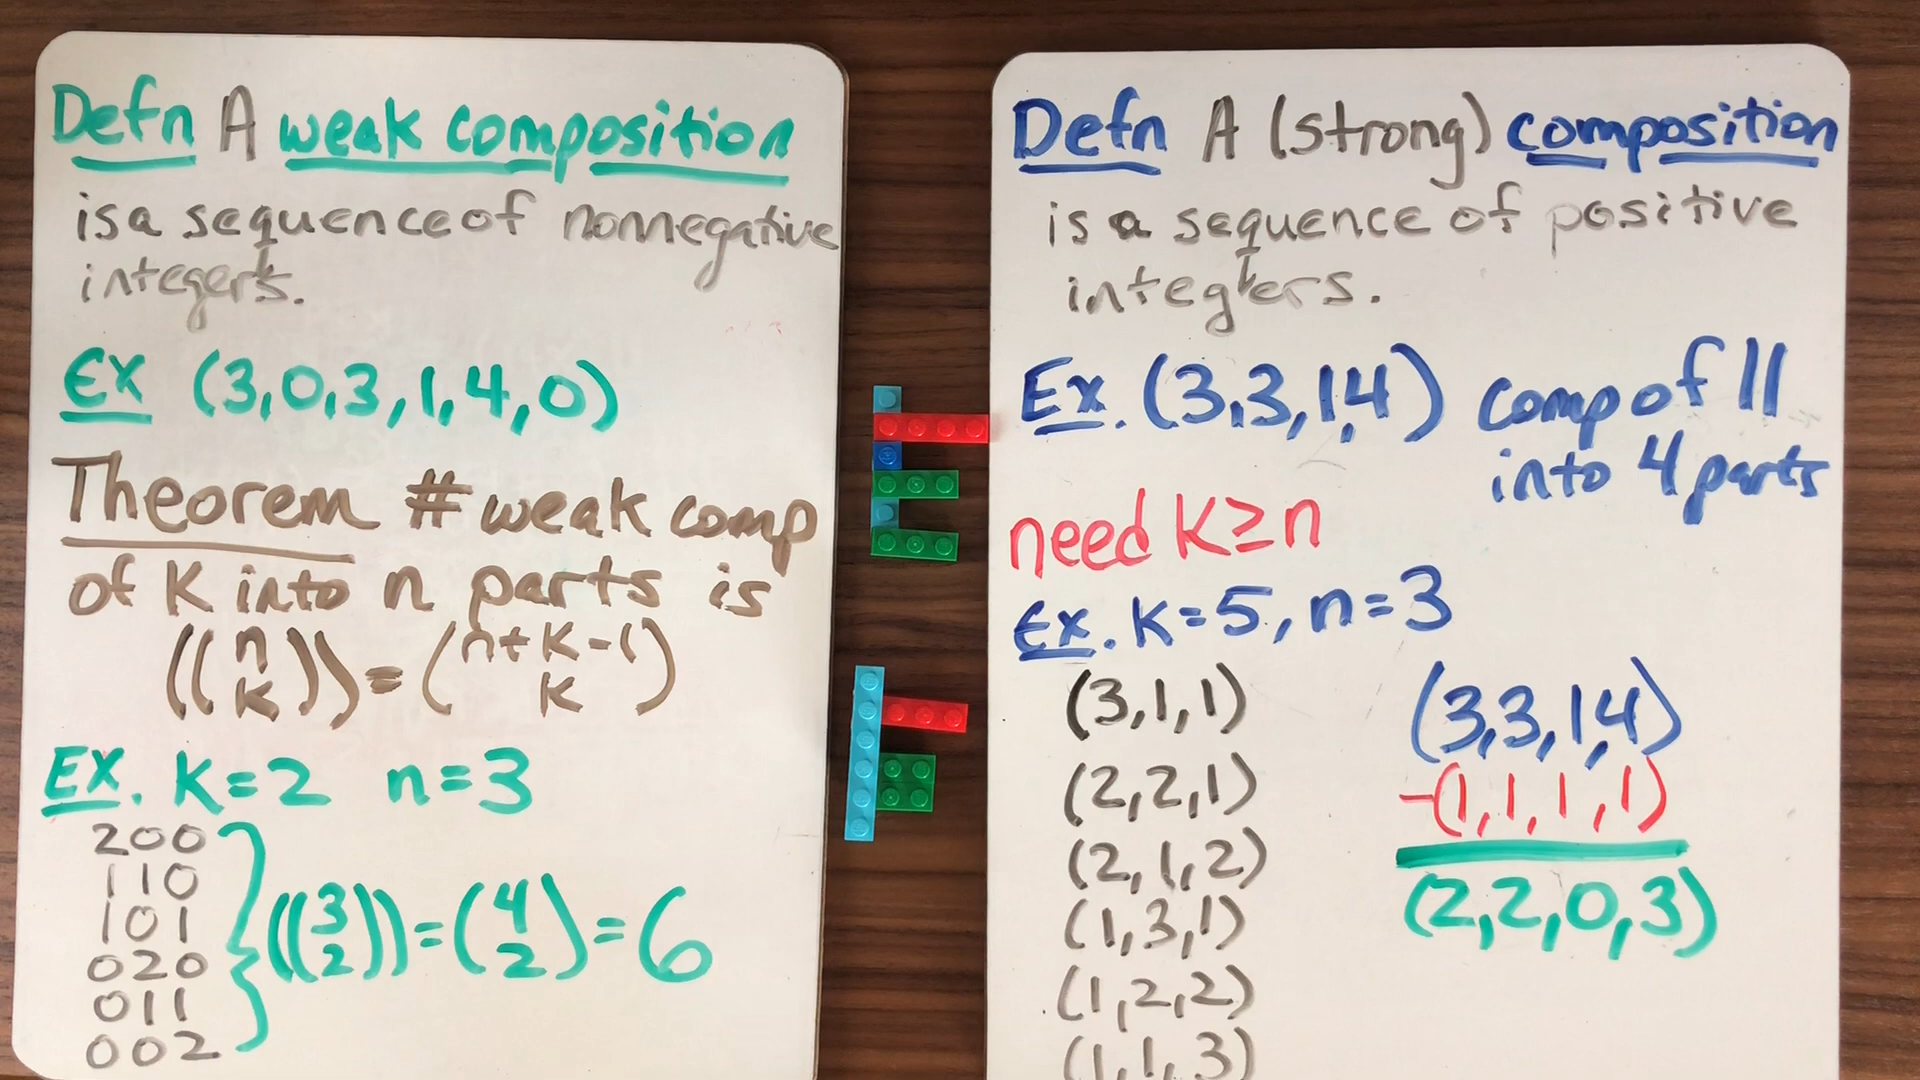 Defn A weak composition
is a sequence of nonnegative
integers.
Ex (3,0,3,1,4,0)
Theorem # weak comp
of K into n parts is
((n K)) = (n+K-1 K)
Ex. K=2 n=3
200
110
101
020
011
002
((3 2)) = (4 2) = 6
Defn A (strong) composition
is a sequence of positive
integers.
Ex. (3,3,1,4) comp of 11
into 4 parts
need K≥n
Ex. K=5, n=3
(3,1,1)
(2,2,1)
(2,1,2)
(1,3,1)
(1,2,2)
(1,1,3)
(3,3,1,4)
-(1,1,1,1)
(2,2,0,3)